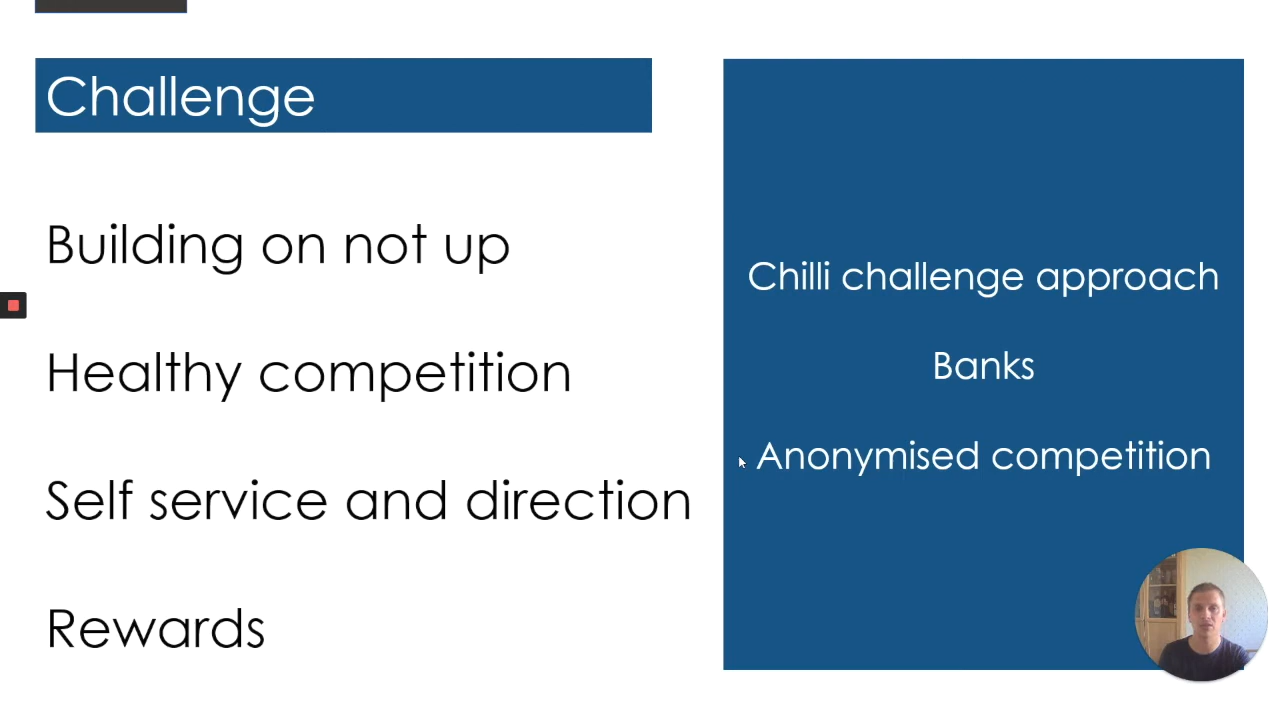 Challenge
Building on not up
Healthy competition
Self service and direction
Rewards
Chilli challenge approach
Banks
Anonymised competition